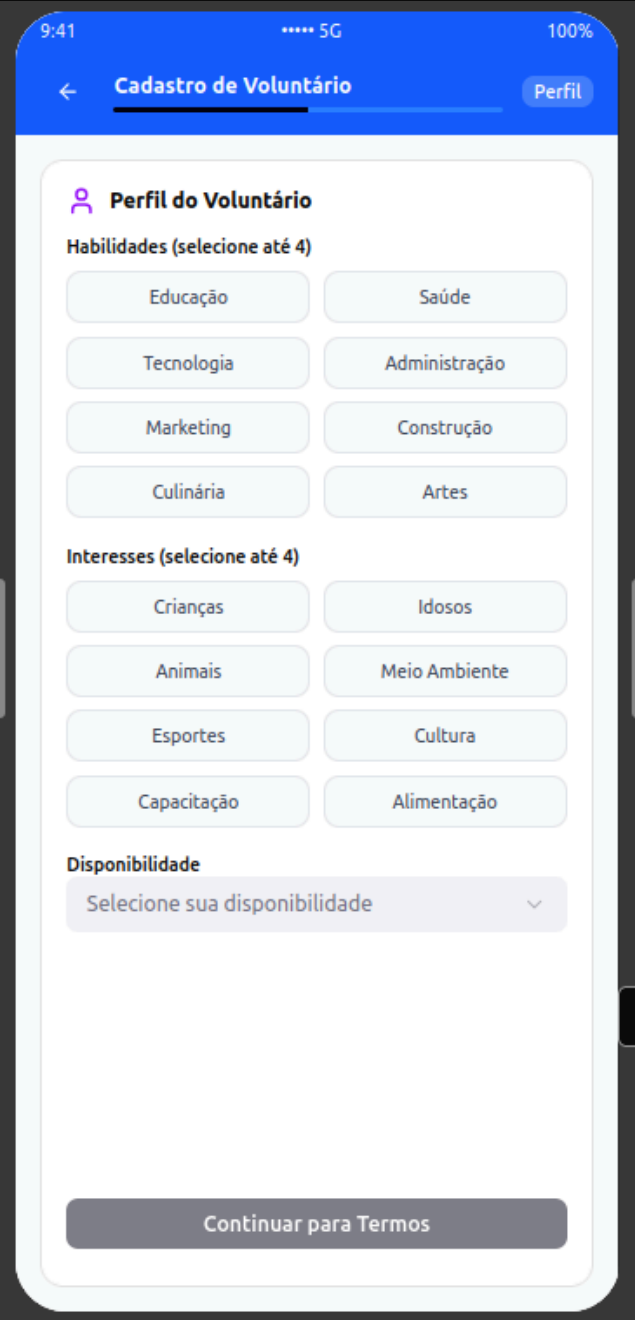 9:41 ••••• 5G 100%
Cadastro de Voluntário Perfil
Perfil do Voluntário
Habilidades (selecione até 4)
Educação Saúde
Tecnologia Administração
Marketing Construção
Culinária Artes
Interesses (selecione até 4)
Crianças Idosos
Animais Meio Ambiente
Esportes Cultura
Capacitação Alimentação
Disponibilidade
Selecione sua disponibilidade
Continuar para Termos